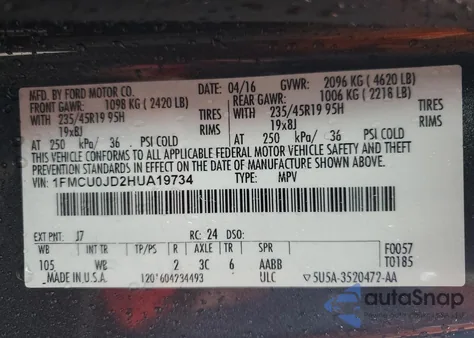 MFD. BY FORD MOTOR CO. 04/16 GVWR: 2096 KG (4620 LB)
FRONT GAWR: 1098 KG (2420 LB) REAR GAWR: 1006 KG (2218 LB)
WITH 235/45R19 95H TIRES WITH 235/45R19 95H TIRES
19x8J RIMS 19x8J RIMS
AT 250 kPa/ 36 PSI COLD AT 250 kPa/ 36 PSI COLD
THIS VEHICLE CONFORMS TO ALL APPLICABLE FEDERAL MOTOR VEHICLE SAFETY AND THEFT
PREVENTION STANDARDS IN EFFECT ON THE DATE OF MANUFACTURE SHOWN ABOVE.
VIN: 1FMCU0JD2HUA19734 TYPE: MPV
EXT PNT: J7 RC: 24 DSO:
WB INT TR TP/PS R AXLE TR SPR F0057
105 WB 2 3C 6 AABB T0185
MADE IN U.S.A. 1201604234493 ULC 5U5A-3520472-AA
autoSnap